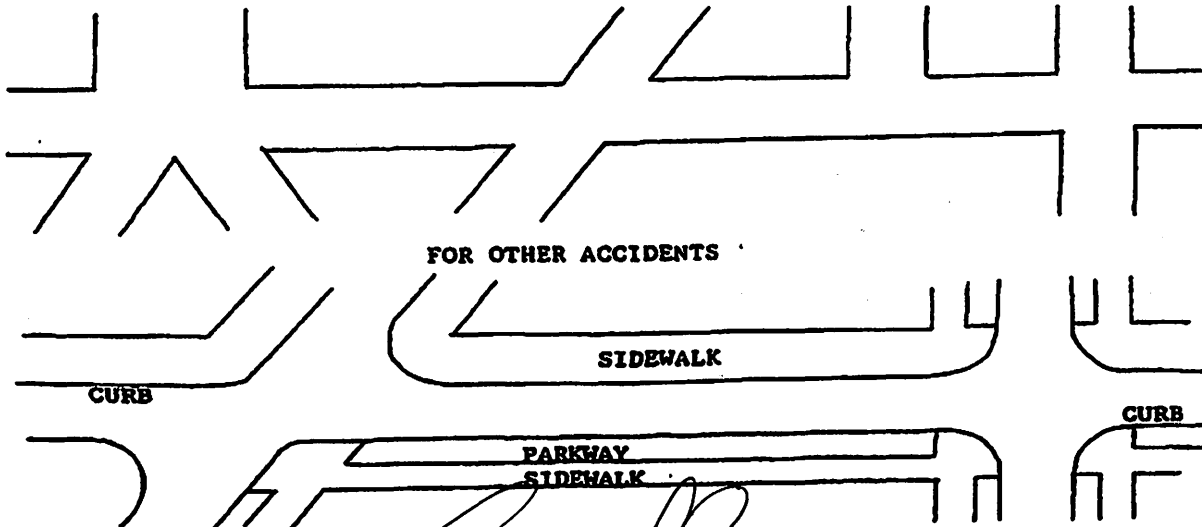 FOR OTHER ACCIDENTS
SIDEWALK
CURB
CURB
PARKWAY
SIDEWALK